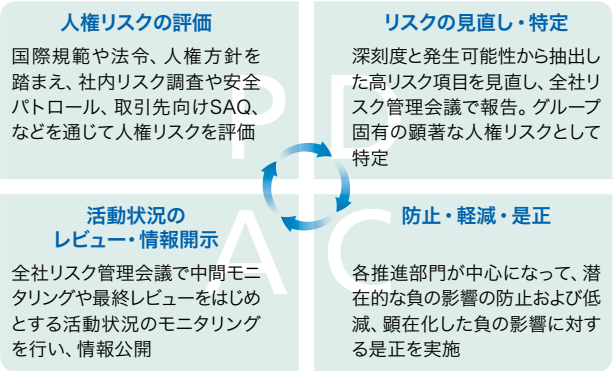 人権リスクの評価
国際規範や法令、人権方針を
踏まえ、社内リスク調査や安全
パトロール、取引先向けSAQ、
などを通じて人権リスクを評価
P
リスクの見直し・特定
深刻度と発生可能性から抽出し
た高リスク項目を見直し、全社リ
スク管理会議で報告。グループ
固有の顕著な人権リスクとして
特定
D
活動状況の
レビュー・情報開示
全社リスク管理会議で中間モニ
タリングや最終レビューをはじめ
とする活動状況のモニタリング
を行い、情報公開
A
防止・軽減・是正
各推進部門が中心になって、潜
在的な負の影響の防止および低
減、顕在化した負の影響に対す
る是正を実施
C